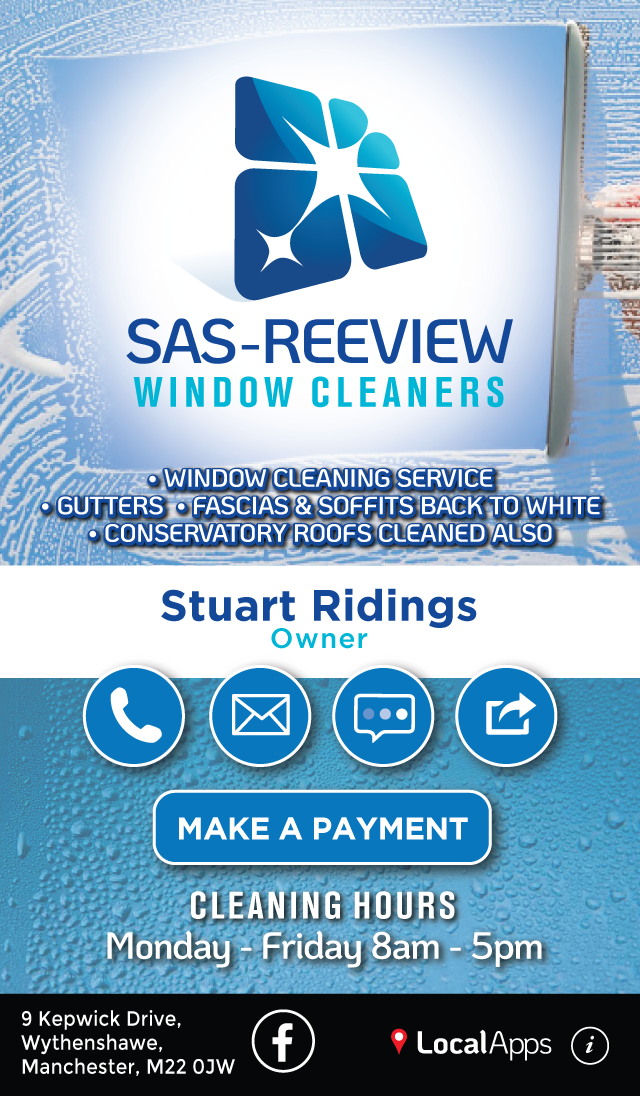 SAS-REEVIEW
WINDOW CLEANERS
• WINDOW CLEANING SERVICE
• GUTTERS • FASCIAS & SOFFITS BACK TO WHITE
• CONSERVATORY ROOFS CLEANED ALSO
Stuart Ridings
Owner
MAKE A PAYMENT
CLEANING HOURS
Monday - Friday 8am - 5pm
9 Kepwick Drive,
Wythenshawe,
Manchester, M22 0JW
f
LocalApps
i